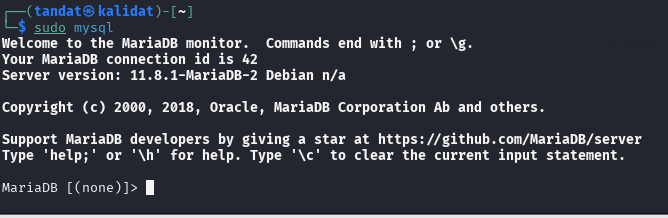 ┌──(tandat㉿kalidat)-[~]
└─$ sudo mysql
Welcome to the MariaDB monitor.  Commands end with ; or \g.
Your MariaDB connection id is 42
Server version: 11.8.1-MariaDB-2 Debian n/a
Copyright (c) 2000, 2018, Oracle, MariaDB Corporation Ab and others.
Support MariaDB developers by giving a star at https://github.com/MariaDB/server
Type 'help;' or '\h' for help. Type '\c' to clear the current input statement.
MariaDB [(none)]>